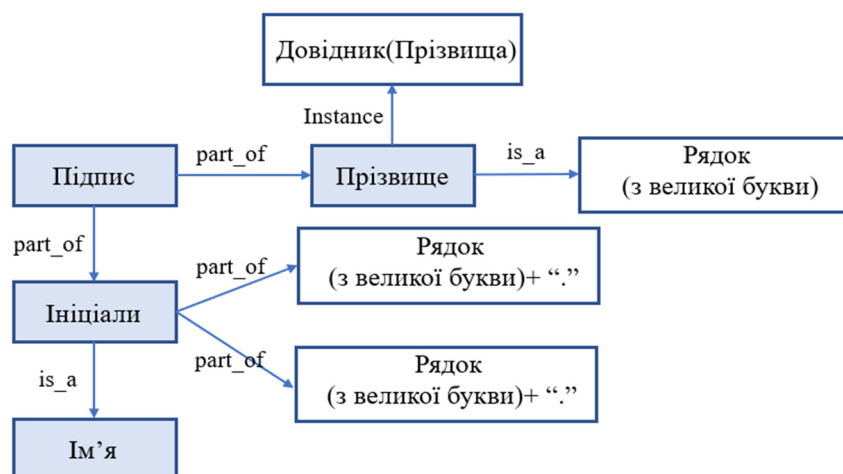 Довідник(Прізвища)
Instance
part_of
is_a
Підпис
Прізвище
Рядок
(з великої букви)
part_of
part_of
Рядок
(з великої букви)+ “.”
Ініціали
part_of
Рядок
(з великої букви)+ “.”
is_a
Ім’я